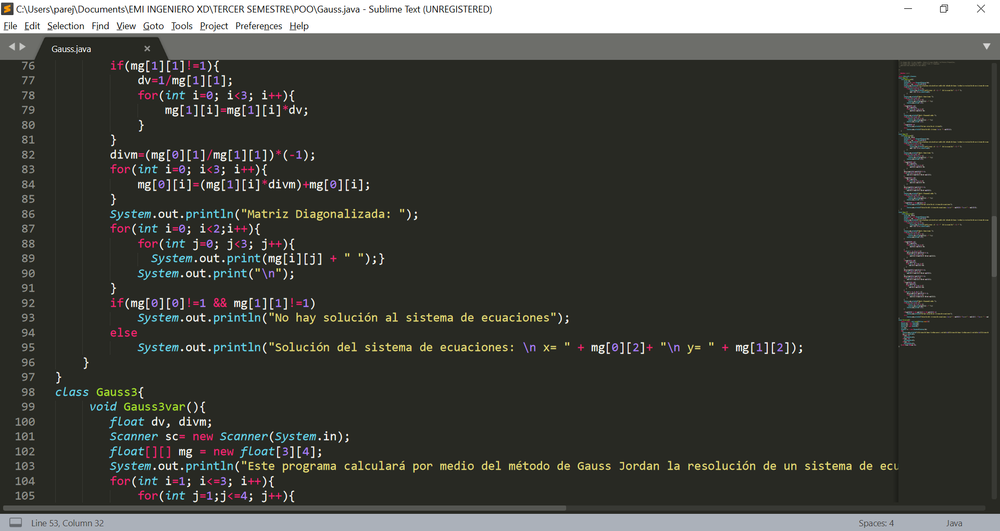 C:\Users\parej\Documents\EMI INGENIERO XD\TERCER SEMESTRE\POO\Gauss.java - Sublime Text (UNREGISTERED)
File Edit Selection Find View Goto Tools Project Preferences Help
Gauss.java
76 if(mg[1][1]!=1){
77 dv=1/mg[1][1];
78 for(int i=0; i<3; i++){
79 mg[1][i]=mg[1][i]*dv;
80 }
81 }
82 divm=(mg[0][1]/mg[1][1])*(-1);
83 for(int i=0; i<3; i++){
84 mg[0][i]=(mg[1][i]*divm)+mg[0][i];
85 }
86 System.out.println("Matriz Diagonalizada: ");
87 for(int i=0; i<2;i++){
88 for(int j=0; j<3; j++){
89 System.out.print(mg[i][j] + " ");}
90 System.out.print("\n");
91 }
92 if(mg[0][0]!=1 && mg[1][1]!=1)
93 System.out.println("No hay solución al sistema de ecuaciones");
94 else
95 System.out.println("Solución del sistema de ecuaciones: \n x= " + mg[0][2]+ "\n y= " + mg[1][2]);
96 }
97 }
98 class Gauss3{
99 void Gauss3var(){
100 float dv, divm;
101 Scanner sc= new Scanner(System.in);
102 float[][] mg = new float[3][4];
103 System.out.println("Este programa calculará por medio del método de Gauss Jordan la resolución de un sistema de ecu
104 for(int i=1; i<=3; i++){
105 for(int j=1;j<=4; j++){
Line 53, Column 32 Spaces: 4 Java